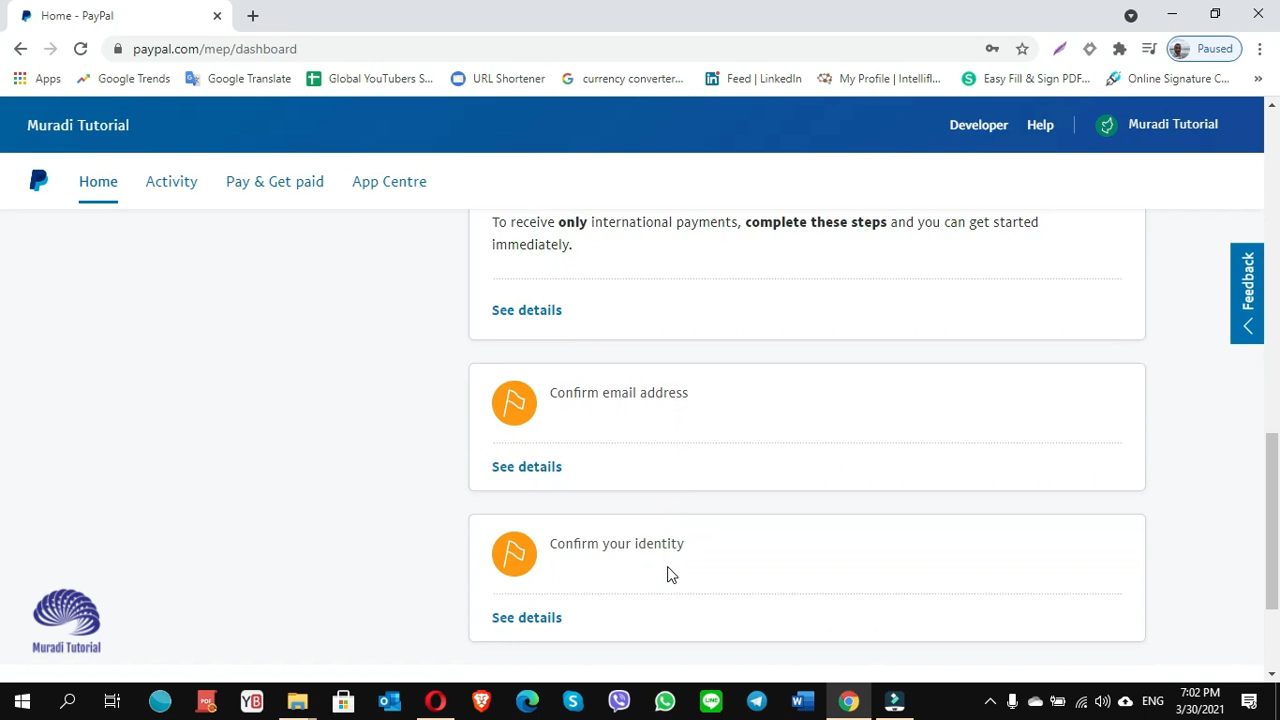 Home - PayPal
paypal.com/mep/dashboard
Paused
Apps
Google Trends
Google Translate
Global YouTubers S...
URL Shortener
currency converter...
Feed | LinkedIn
My Profile | Intellifl...
Easy Fill & Sign PDF...
Online Signature C...
»
Muradi Tutorial
Developer
Help
Muradi Tutorial
Home
Activity
Pay & Get paid
App Centre
To receive only international payments, complete these steps and you can get started
immediately.
See details
Feedback
Confirm email address
See details
Confirm your identity
See details
Muradi Tutorial
ENG
7:02 PM
3/30/2021